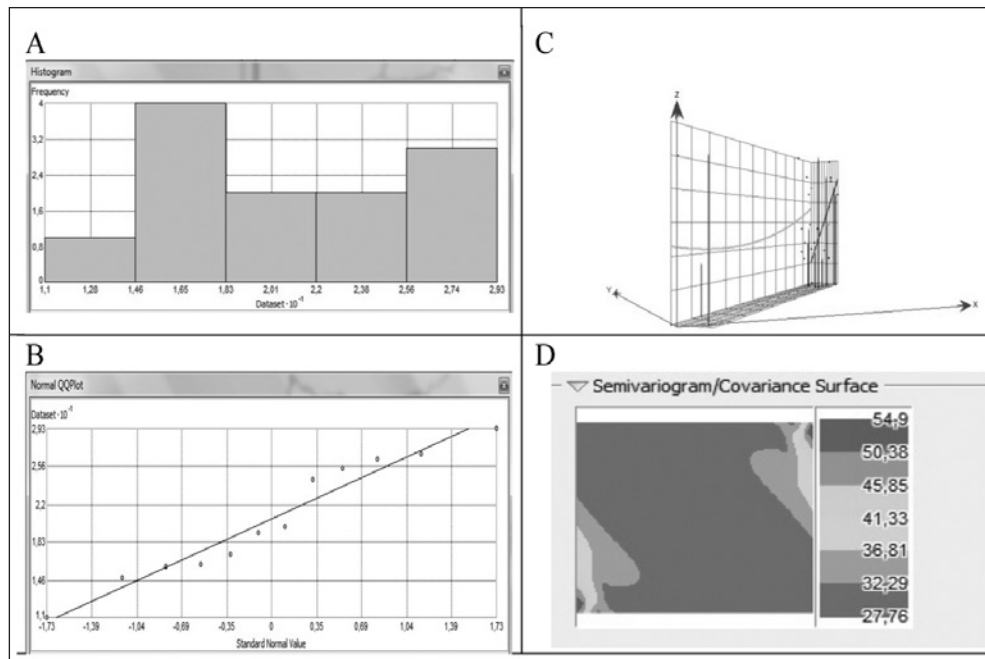 A
Histogram
Frequency
4
3,2
2,4
1,6
0,8
0
1,1 1,28 1,46 1,65 1,83 2,01 2,2 2,38 2,56 2,74 2,93
Dataset · 10⁻¹
B
Normal QQPlot
Dataset · 10⁻¹
2,93
2,56
2,2
1,83
1,46
1,1
-1,73 -1,39 -1,04 -0,69 -0,35 0 0,35 0,69 1,04 1,39 1,73
Standard Normal Value
C
Z
Y
X
D
Semivariogram/Covariance Surface
54,9
50,38
45,85
41,33
36,81
32,29
27,76